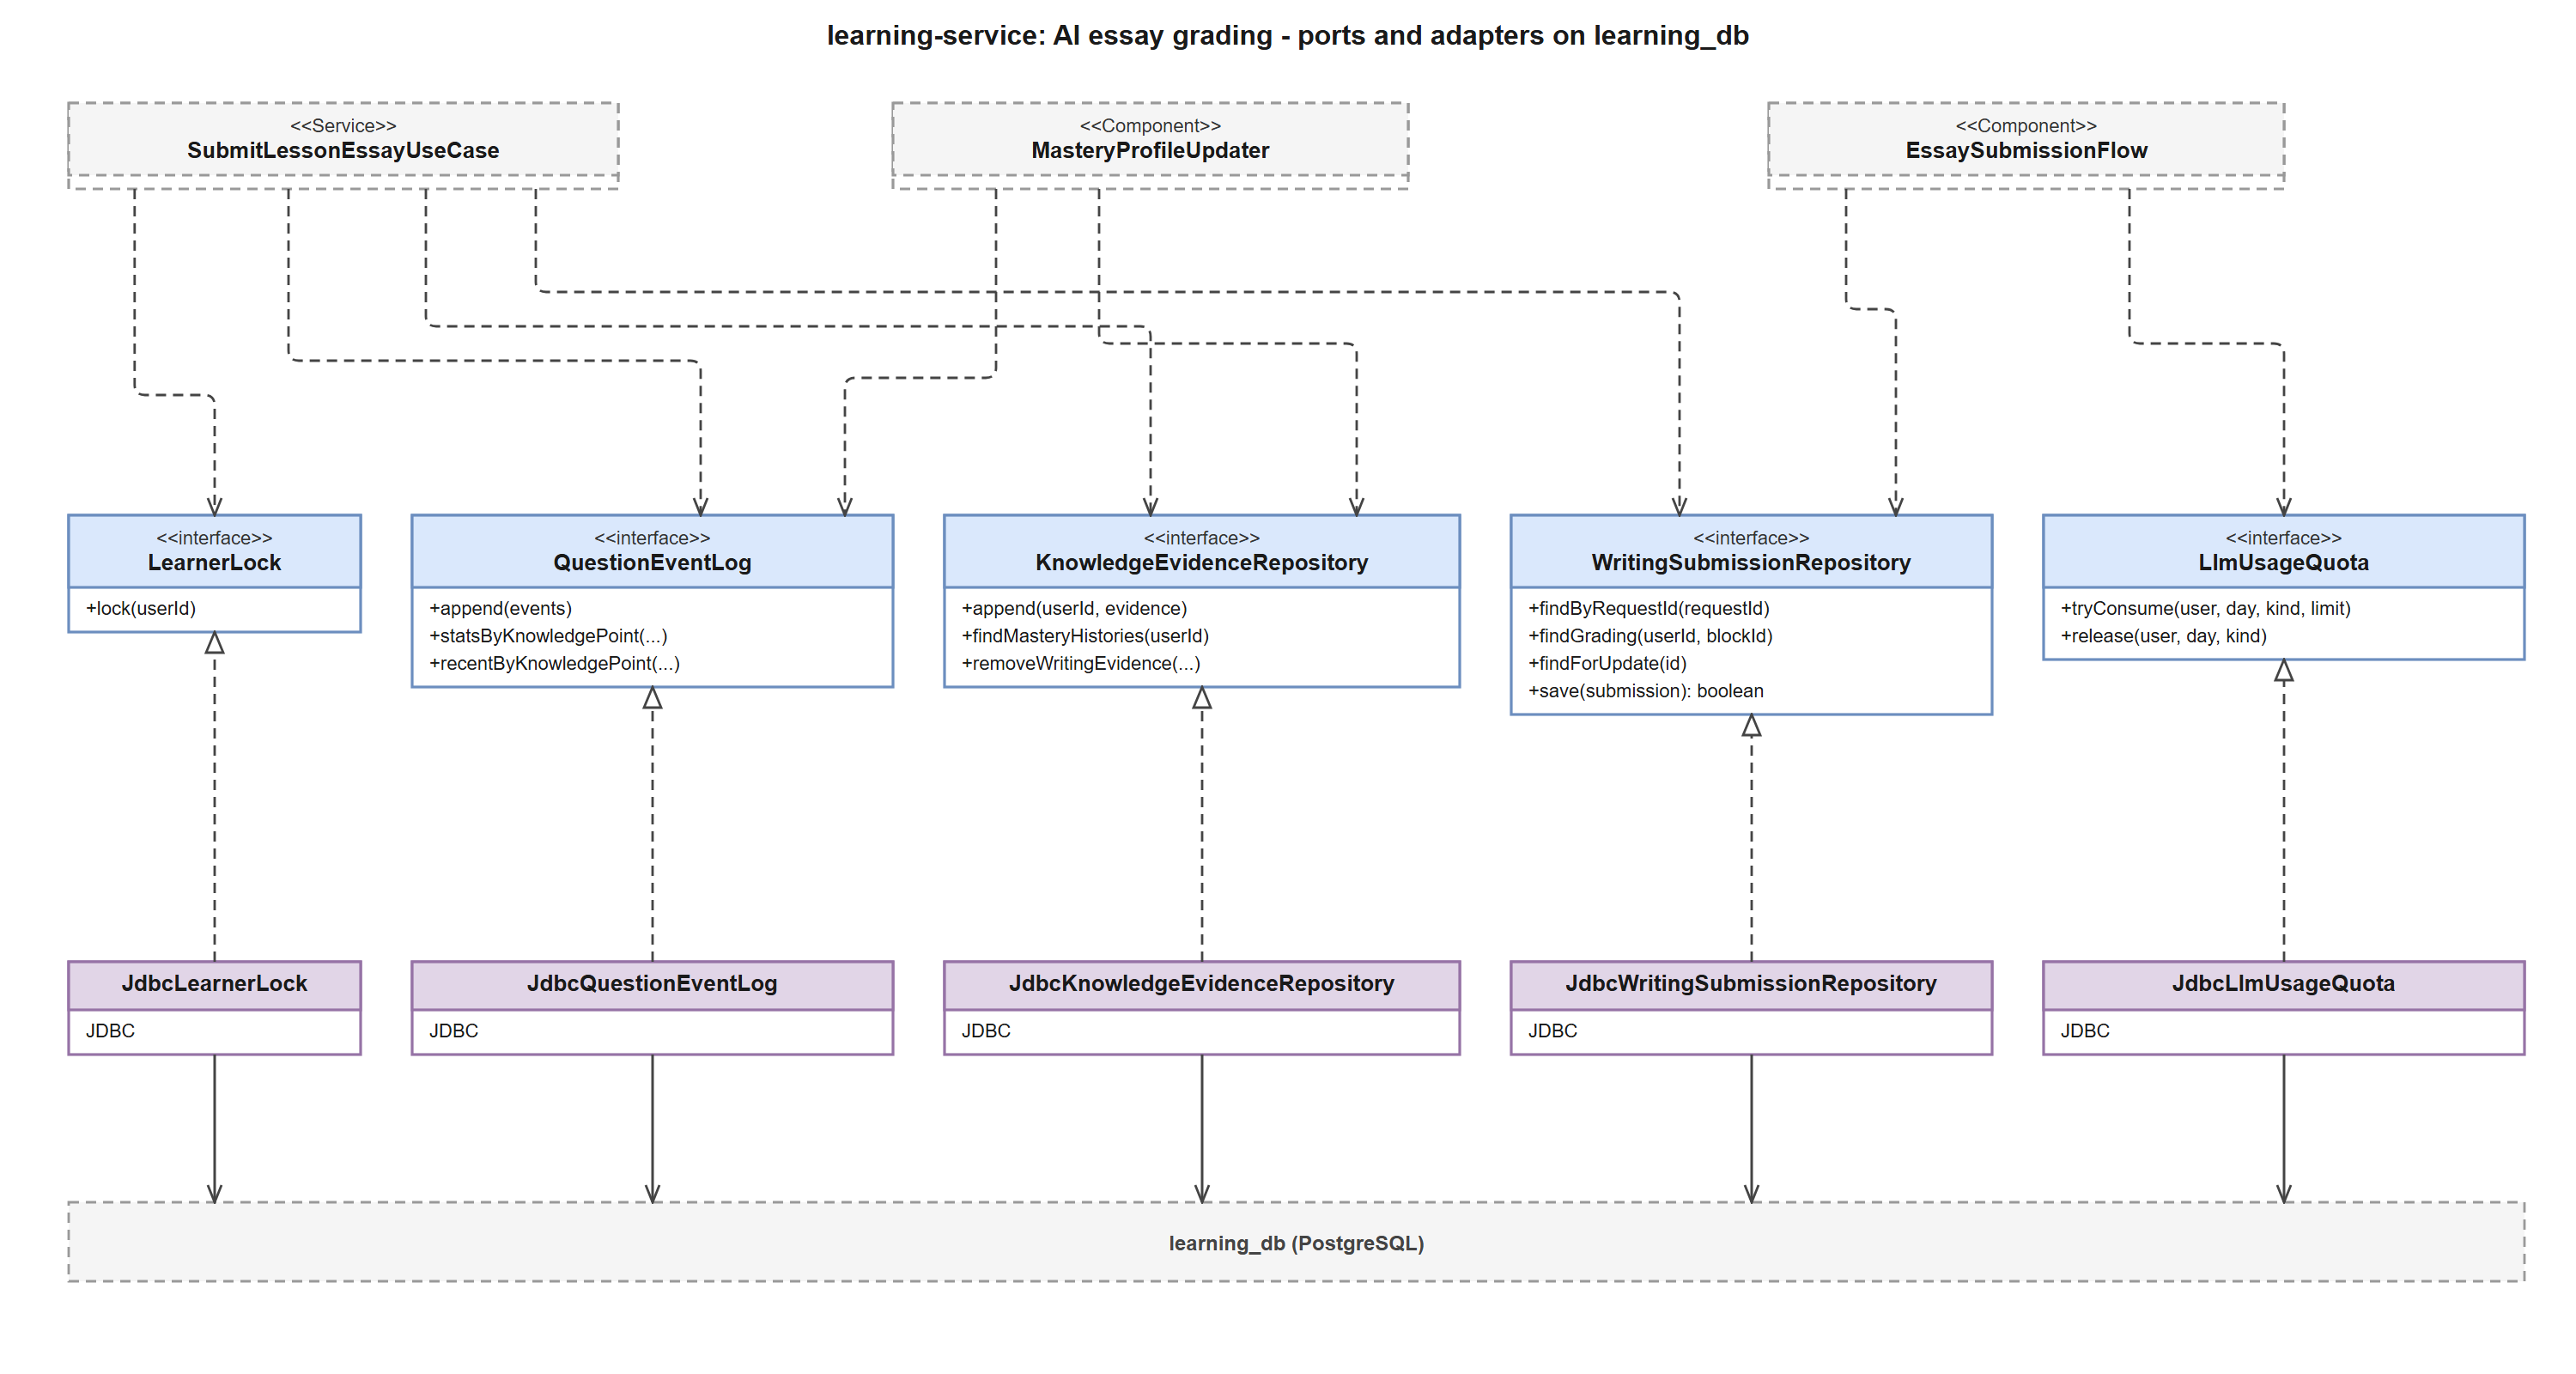 learning-service: AI essay grading - ports and adapters on learning_db
<<Service>>
SubmitLessonEssayUseCase
<<Component>>
MasteryProfileUpdater
<<Component>>
EssaySubmissionFlow
<<interface>>
LearnerLock
+lock(userId)
<<interface>>
QuestionEventLog
+append(events)
+statsByKnowledgePoint(...)
+recentByKnowledgePoint(...)
<<interface>>
KnowledgeEvidenceRepository
+append(userId, evidence)
+findMasteryHistories(userId)
+removeWritingEvidence(...)
<<interface>>
WritingSubmissionRepository
+findByRequestId(requestId)
+findGrading(userId, blockId)
+findForUpdate(id)
+save(submission): boolean
<<interface>>
LlmUsageQuota
+tryConsume(user, day, kind, limit)
+release(user, day, kind)
JdbcLearnerLock
JDBC
JdbcQuestionEventLog
JDBC
JdbcKnowledgeEvidenceRepository
JDBC
JdbcWritingSubmissionRepository
JDBC
JdbcLlmUsageQuota
JDBC
learning_db (PostgreSQL)